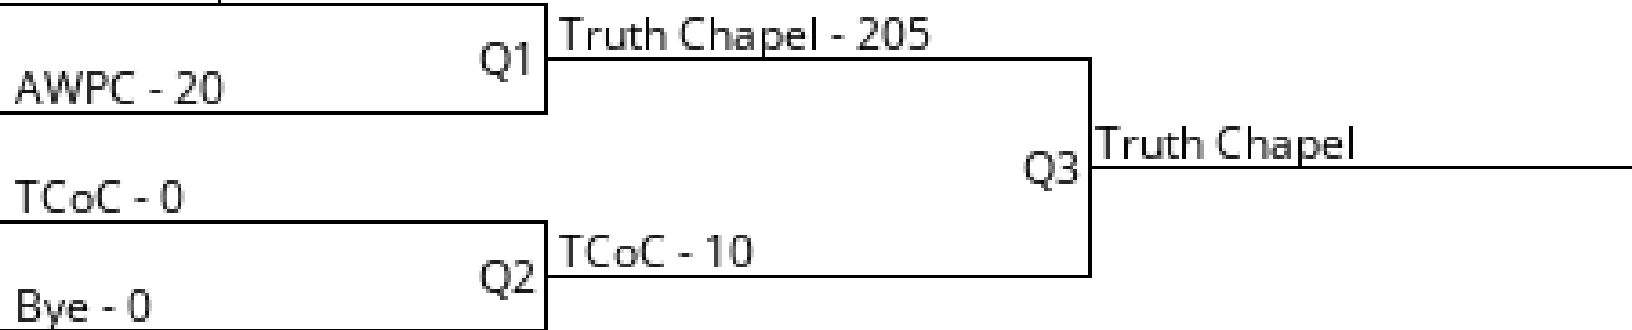 Truth Chapel - 205
Q1
AWPC - 20
Truth Chapel
Q3
TCoC - 0
TCoC - 10
Q2
Bye - 0